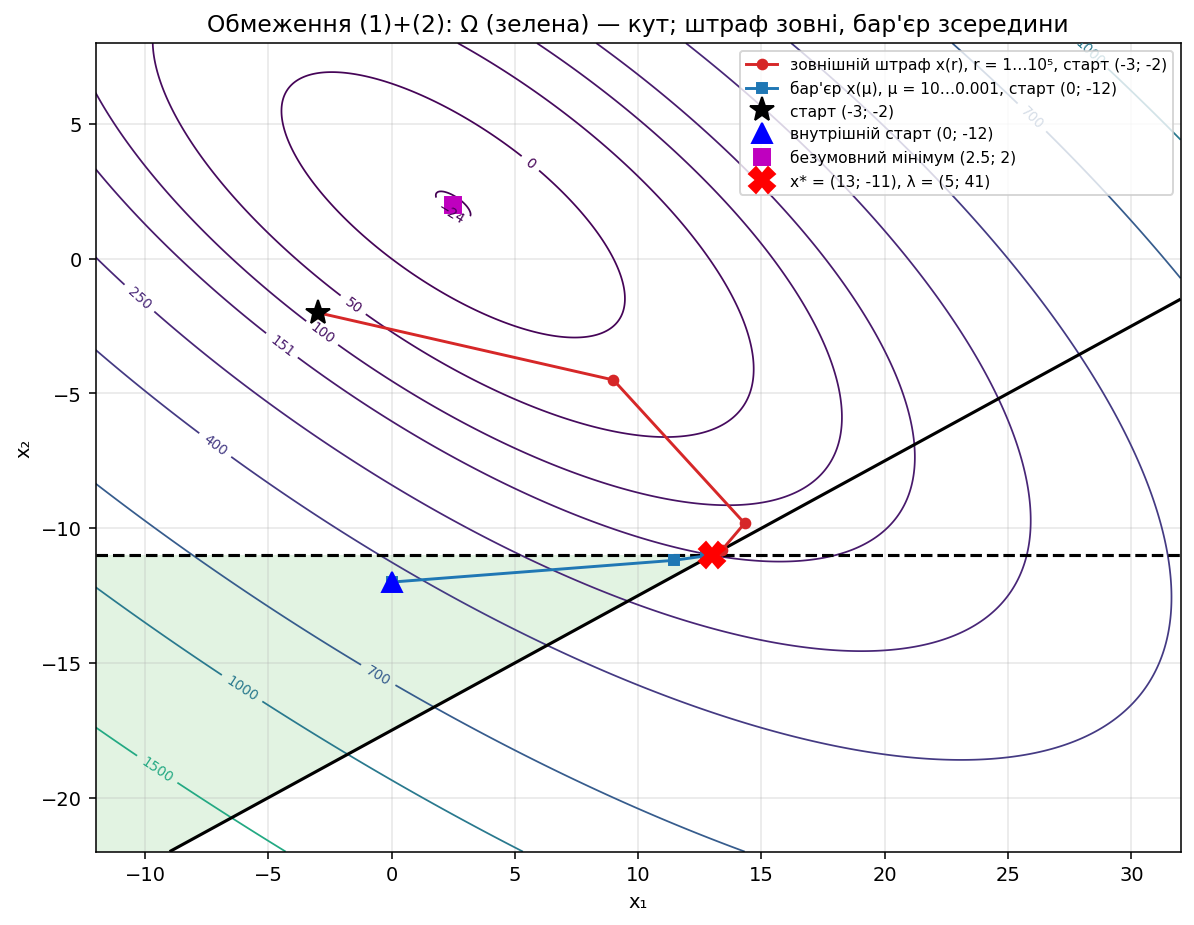 Обмеження (1)+(2): Ω (зелена) — кут; штраф зовні, бар'єр зсередини
зовнішній штраф x(r), r = 1...10⁵, старт (-3; -2)
бар'єр x(μ), μ = 10...0.001, старт (0; -12)
старт (-3; -2)
внутрішній старт (0; -12)
безумовний мінімум (2.5; 2)
x* = (13; -11), λ = (5; 41)
700
0
50
100
151
250
400
700
1000
1500
5
0
−5
−10
−15
−20
x₂
−10
−5
0
5
10
15
20
25
30
x₁